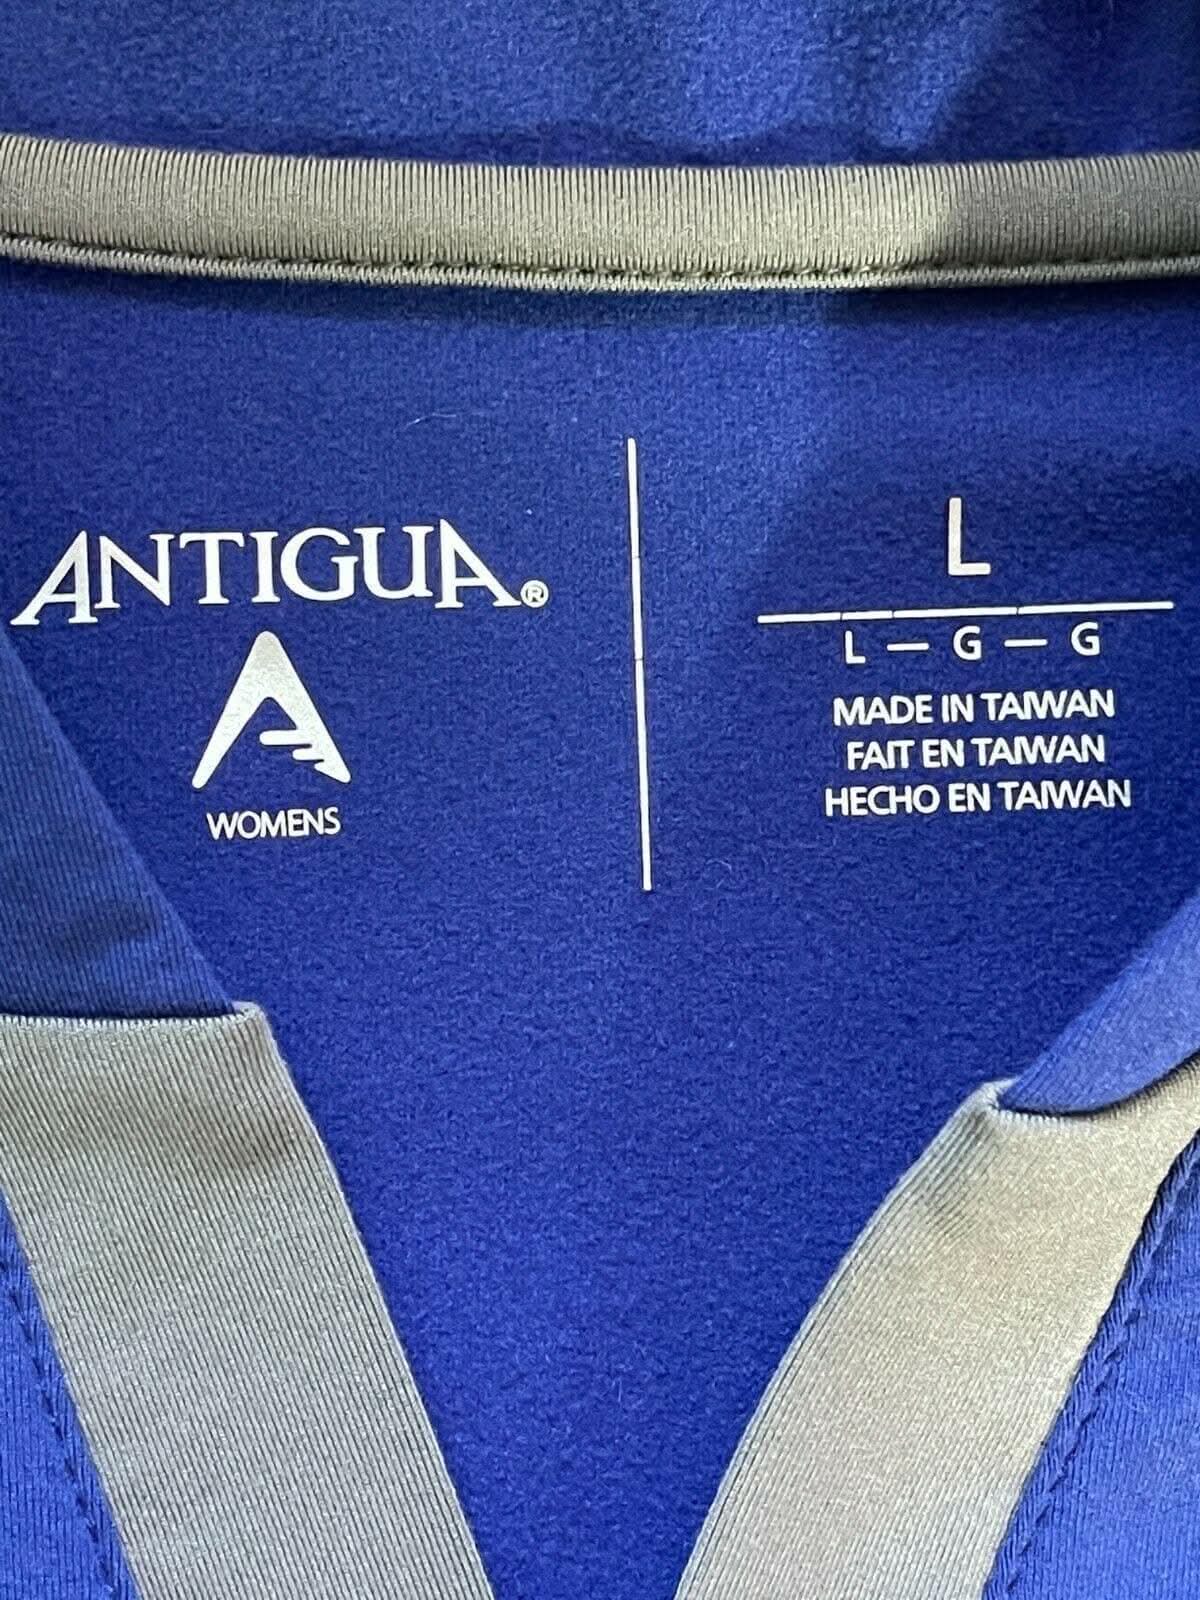 ANTIGUA®
WOMENS
L
L — G — G
MADE IN TAIWAN
FAIT EN TAIWAN
HECHO EN TAIWAN